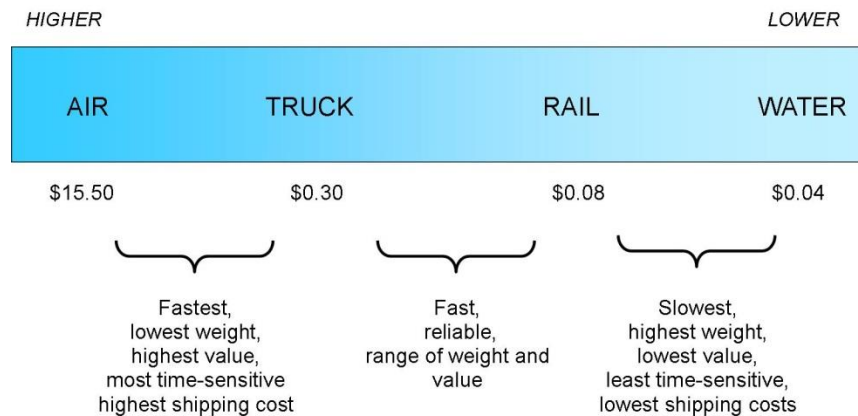 HIGHER LOWER
AIR TRUCK RAIL WATER
$15.50 $0.30 $0.08 $0.04
Fastest,
lowest weight,
highest value,
most time-sensitive
highest shipping cost
Fast,
reliable,
range of weight and
value
Slowest,
highest weight,
lowest value,
least time-sensitive,
lowest shipping costs